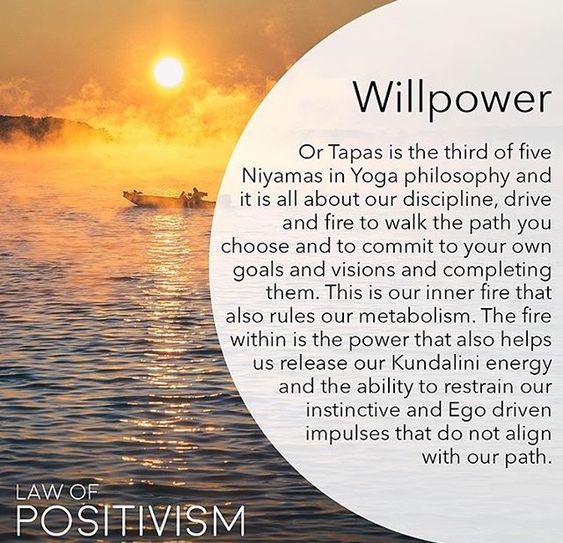 Willpower
Or Tapas is the third of five
Niyamas in Yoga philosophy and
it is all about our discipline, drive
and fire to walk the path you
choose and to commit to your own
goals and visions and completing
them. This is our inner fire that
also rules our metabolism. The fire
within is the power that also helps
us release our Kundalini energy
and the ability to restrain our
instinctive and Ego driven
impulses that do not align
with our path.
LAW OF
POSITIVISM